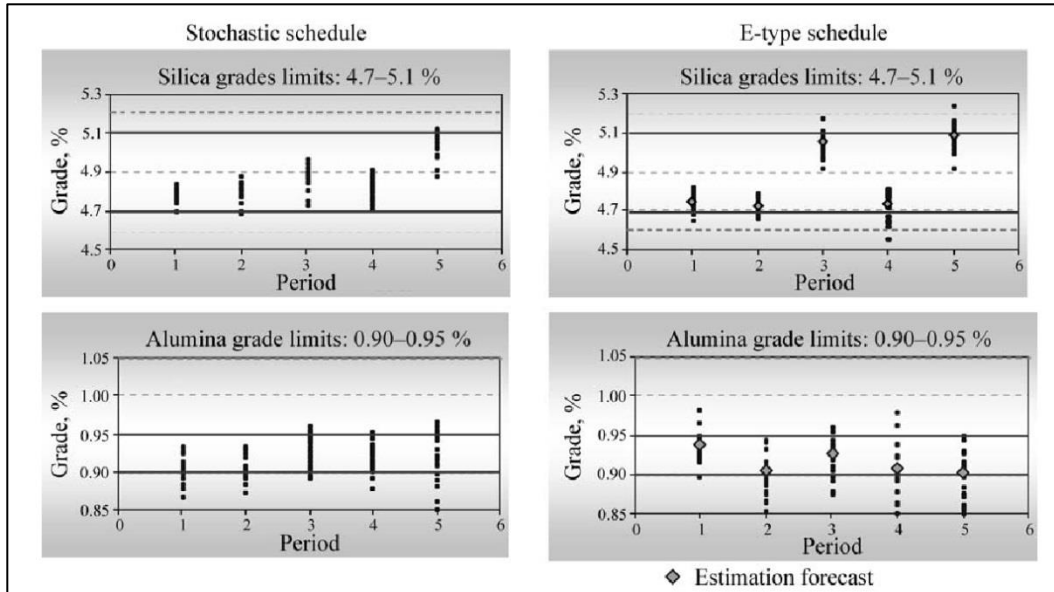 Stochastic schedule
E-type schedule
Silica grades limits: 4.7–5.1 %
Grade, %
5.3
5.1
4.9
4.7
4.5
0 1 2 3 4 5 6
Period
Silica grades limits: 4.7–5.1 %
Grade, %
5.3
5.1
4.9
4.7
4.5
0 1 2 3 4 5 6
Period
Alumina grade limits: 0.90–0.95 %
Grade, %
1.05
1.00
0.95
0.90
0.85
0 1 2 3 4 5 6
Period
Alumina grade limits: 0.90–0.95 %
Grade, %
1.05
1.00
0.95
0.90
0.85
0 1 2 3 4 5 6
Period
Estimation forecast